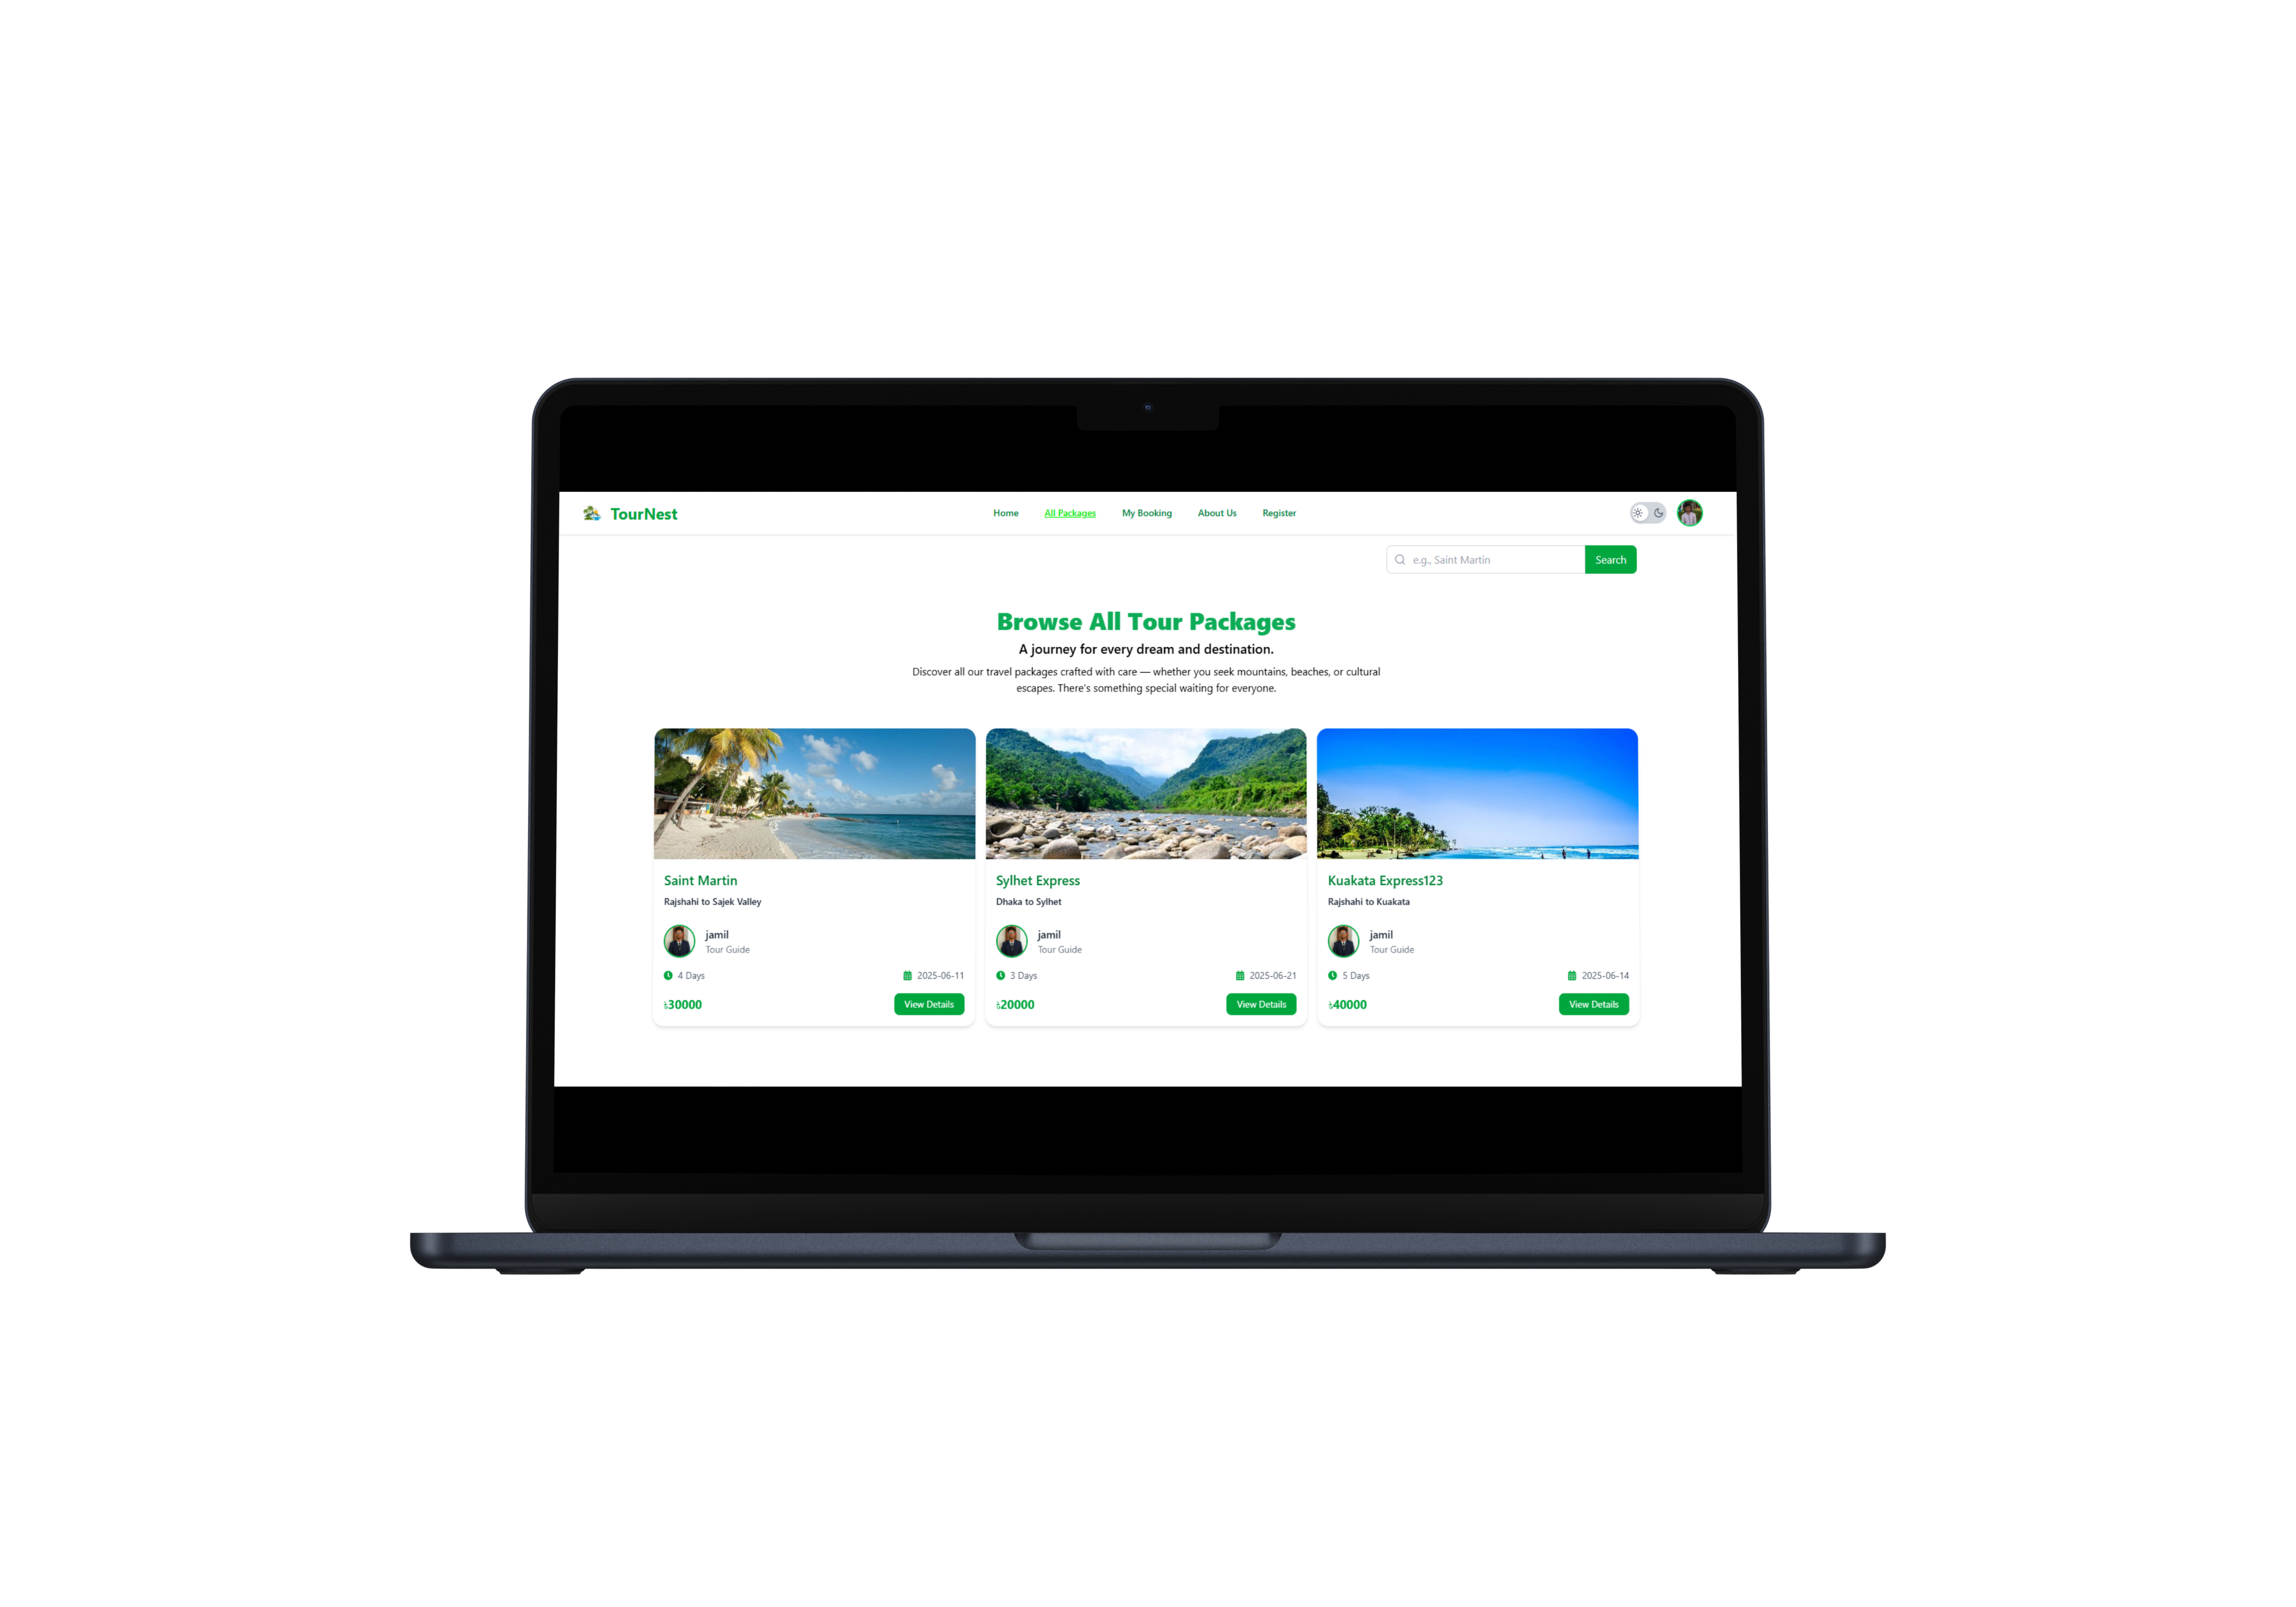 TourNest
Home All Packages My Booking About Us Register
e.g., Saint Martin Search
Browse All Tour Packages
A journey for every dream and destination.
Discover all our travel packages crafted with care — whether you seek mountains, beaches, or cultural
escapes. There's something special waiting for everyone.
Saint Martin
Rajshahi to Sajek Valley
jamil
Tour Guide
4 Days 2025-06-11
৳30000 View Details
Sylhet Express
Dhaka to Sylhet
jamil
Tour Guide
3 Days 2025-06-21
৳20000 View Details
Kuakata Express123
Rajshahi to Kuakata
jamil
Tour Guide
5 Days 2025-06-14
৳40000 View Details